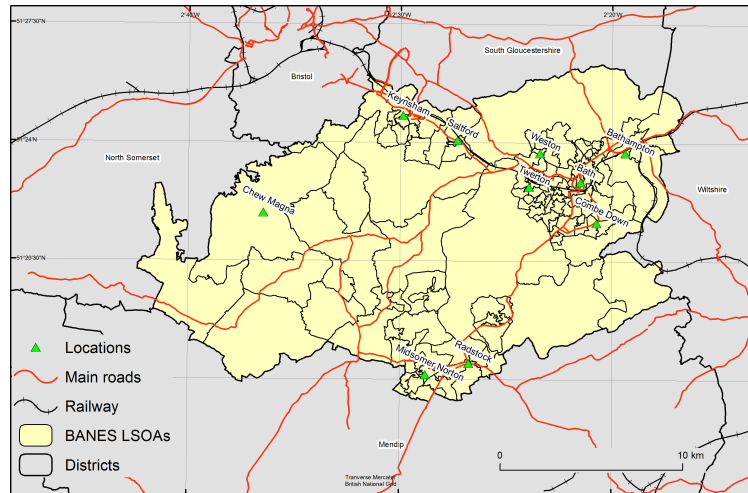 2°40'W
2°30'W
2°20'W
51°27'30"N
South Gloucestershire
Bristol
Keynsham
Saltford
51°24'N
Weston
Bathampton
North Somerset
Twerton
Bath
Wiltshire
Chew Magna
Combe Down
51°20'30"N
Locations
Main roads
Railway
BANES LSOAs
Districts
Radstock
Midsomer Norton
Mendip
0 10 km
Tranverse Mercator
British National Grid